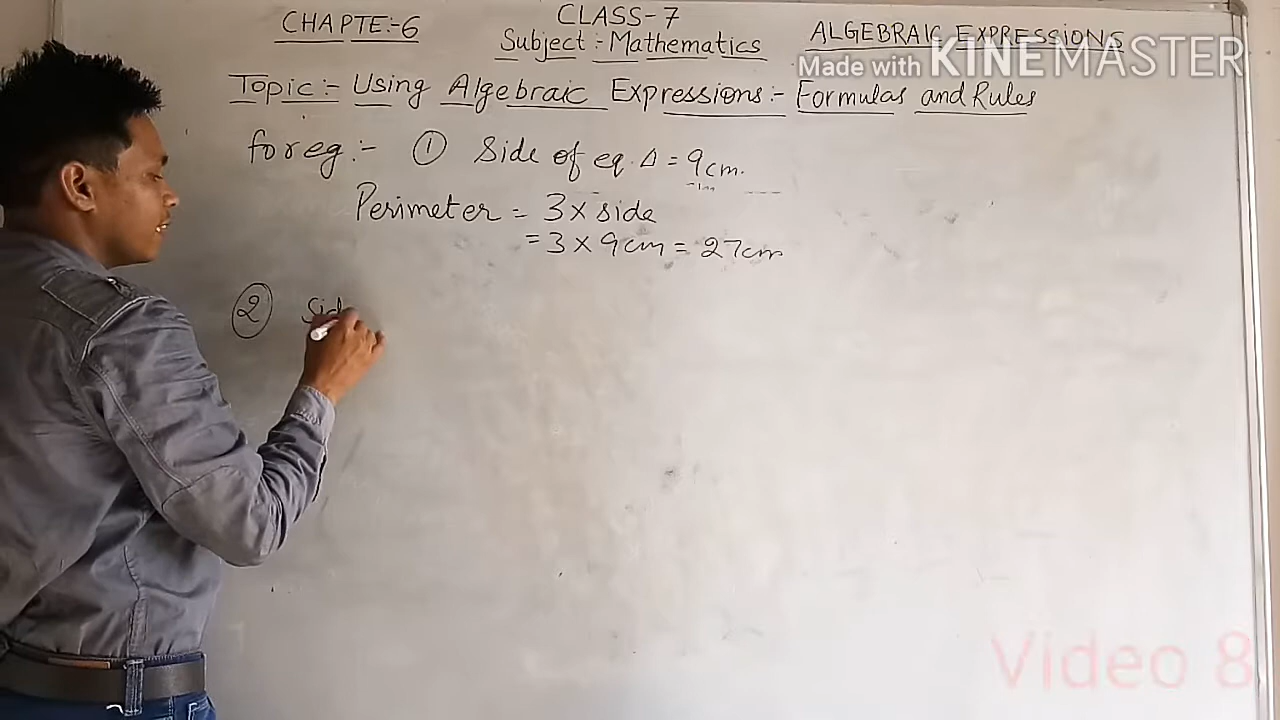 CHAPTE:-6
CLASS-7
Subject:-Mathematics
ALGEBRAIC EXPRESSIONS
Made with KINEMASTER
Topic:- Using Algebraic Expressions:- Formulas and Rules
for eg:- ① Side of eq. Δ = 9cm.
Perimeter = 3 × side
= 3 × 9cm = 27cm
② Sid
Video 8